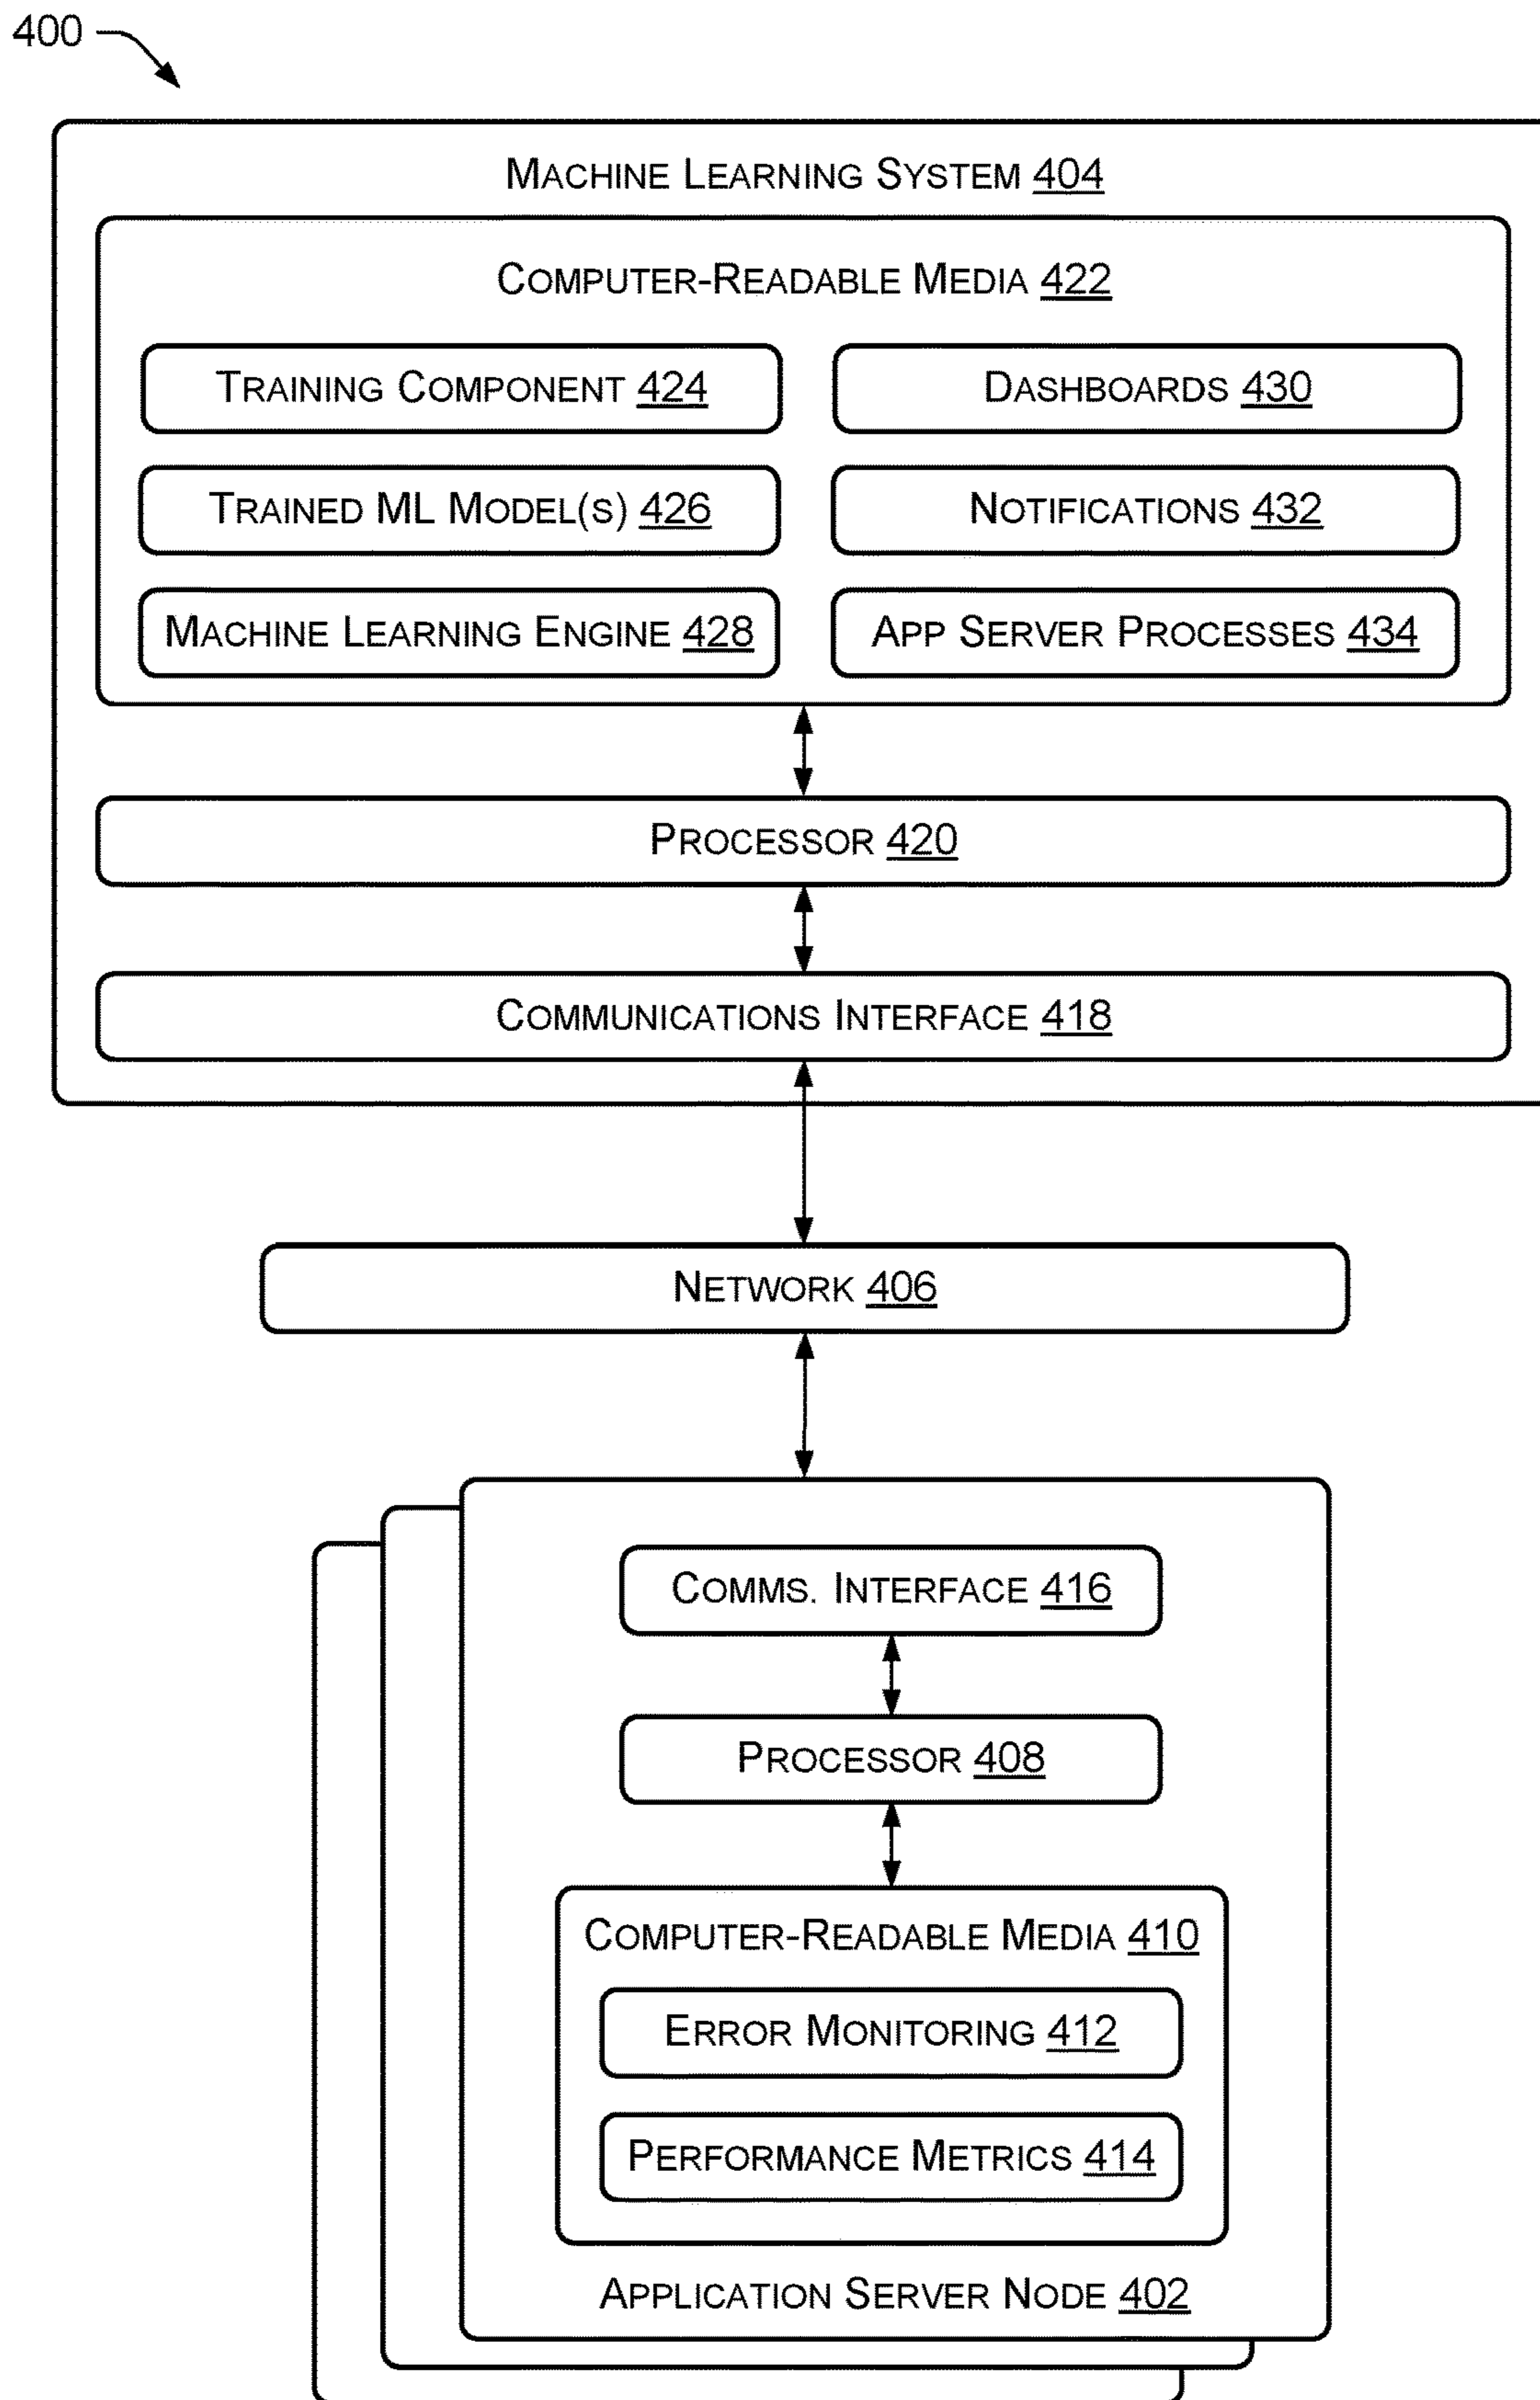 400
MACHINE LEARNING SYSTEM 404
COMPUTER-READABLE MEDIA 422
TRAINING COMPONENT 424
DASHBOARDS 430
TRAINED ML MODEL(S) 426
NOTIFICATIONS 432
MACHINE LEARNING ENGINE 428
APP SERVER PROCESSES 434
PROCESSOR 420
COMMUNICATIONS INTERFACE 418
NETWORK 406
COMMS. INTERFACE 416
PROCESSOR 408
COMPUTER-READABLE MEDIA 410
ERROR MONITORING 412
PERFORMANCE METRICS 414
APPLICATION SERVER NODE 402